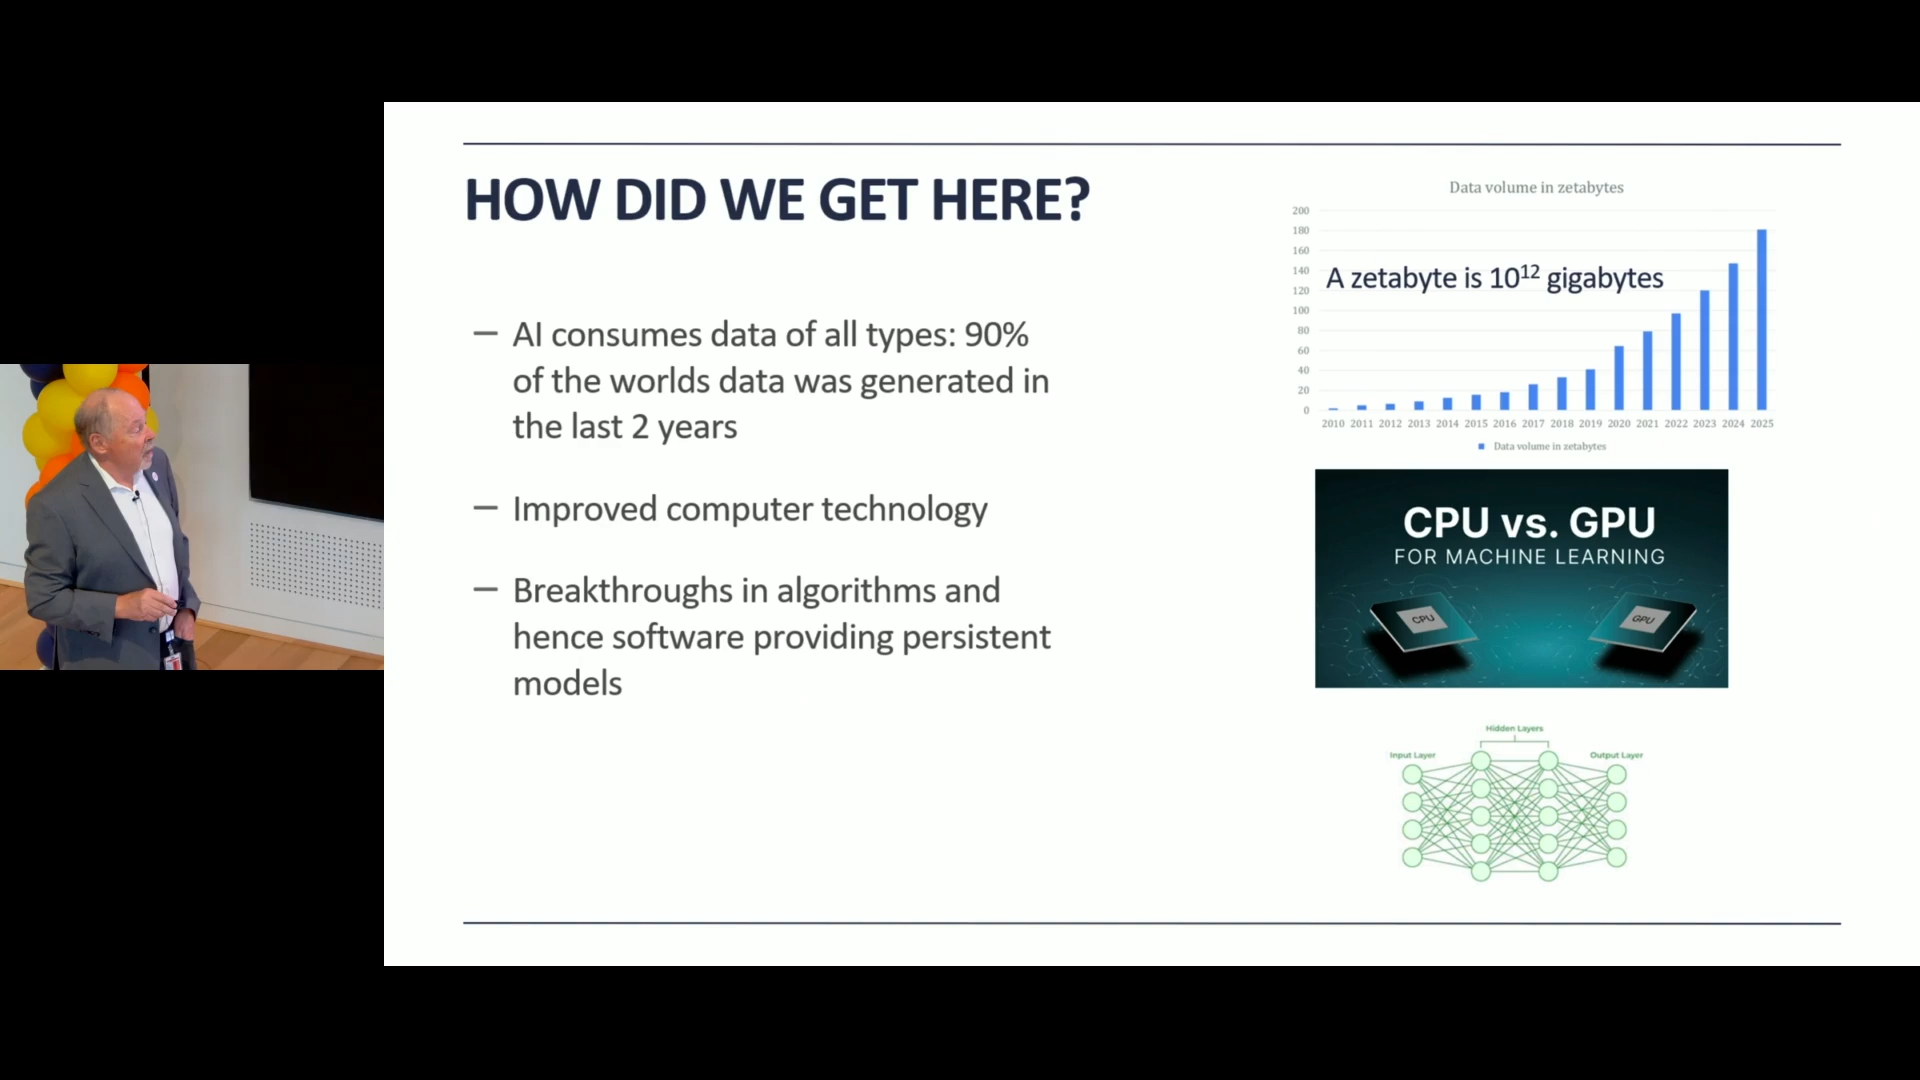 HOW DID WE GET HERE?
— AI consumes data of all types: 90%
of the worlds data was generated in
the last 2 years
— Improved computer technology
— Breakthroughs in algorithms and
hence software providing persistent
models
Data volume in zetabytes
200
180
160
140
120
100
80
60
40
20
0
A zetabyte is 10¹² gigabytes
2010 2011 2012 2013 2014 2015 2016 2017 2018 2019 2020 2021 2022 2023 2024 2025
Data volume in zetabytes
CPU vs. GPU
FOR MACHINE LEARNING
CPU
GPU
Hidden Layers
Input Layer
Output Layer